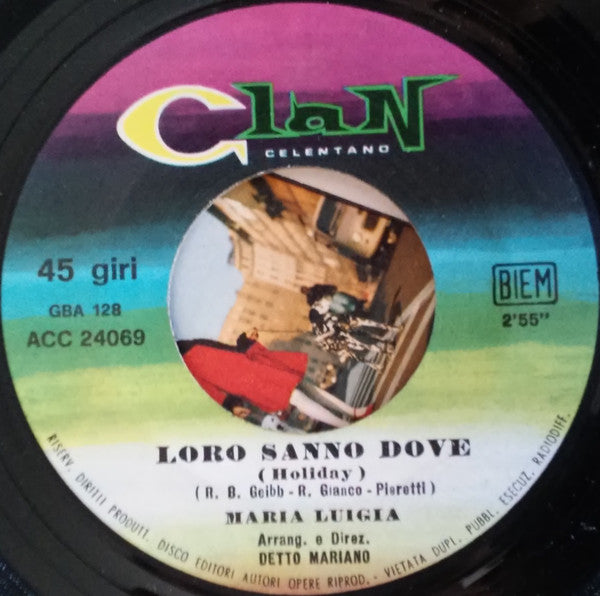 ClaN
CELENTANO
45 giri
GBA 128
ACC 24069
BIEM
2'55"
LORO SANNO DOVE
(Holiday)
(R. B. Geibb - R. Gianco - Pieretti)
MARIA LUIGIA
Arrang. e Direz.
DETTO MARIANO
RISERV. DIRITTI PRODUTT. DISCO EDITORI AUTORI OPERE RIPROD. - VIETATA DUPL. PUBBL. ESECUZ. RADIODIFF.